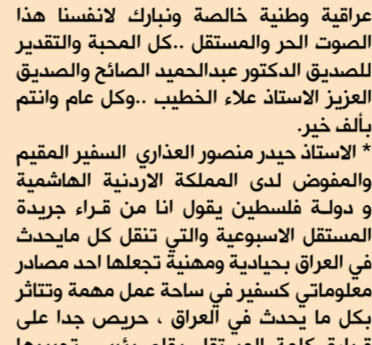 عراقية وطنية خالصة ونبارك لانفسنا هذا
الصوت الحر والمستقل ..كل المحبة والتقدير
للصديق الدكتور عبدالحميد الصائح والصديق
العزيز الاستاذ علاء الخطيب ..وكل عام وانتم
بألف خير.
* الاستاذ حيدر منصور العذاري السفير المقيم
والمفوض لدى المملكة الاردنية الهاشمية
و دولة فلسطين يقول انا من قراء جريدة
المستقل الاسبوعية والتي تنقل كل مايحدث
في العراق بحيادية ومهنية تجعلها احد مصادر
معلوماتي كسفير في ساحة عمل مهمة وتتاثر
بكل ما يحدث في العراق ، حريص جدا على